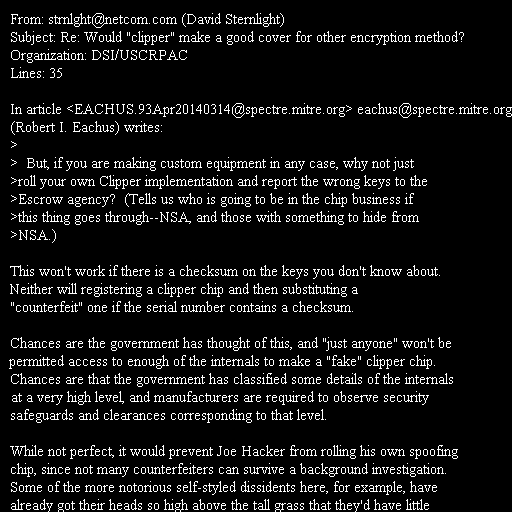 From: strnlght@netcom.com (David Sternlight)
Subject: Re: Would "clipper" make a good cover for other encryption method?
Organization: DSI/USCRPAC
Lines: 35

In article <EACHUS.93Apr20140314@spectre.mitre.org> eachus@spectre.mitre.org
(Robert I. Eachus) writes:
>
>  But, if you are making custom equipment in any case, why not just
>roll your own Clipper implementation and report the wrong keys to the
>Escrow agency?  (Tells us who is going to be in the chip business if
>this thing goes through--NSA, and those with something to hide from
>NSA.)

This won't work if there is a checksum on the keys you don't know about.
Neither will registering a clipper chip and then substituting a
"counterfeit" one if the serial number contains a checksum.

Chances are the government has thought of this, and "just anyone" won't be
permitted access to enough of the internals to make a "fake" clipper chip.
Chances are that the government has classified some details of the internals
at a very high level, and manufacturers are required to observe security
safeguards and clearances corresponding to that level.

While not perfect, it would prevent Joe Hacker from rolling his own spoofing
chip, since not many counterfeiters can survive a background investigation.
Some of the more notorious self-styled dissidents here, for example, have
already got their heads so high above the tall grass that they'd have little